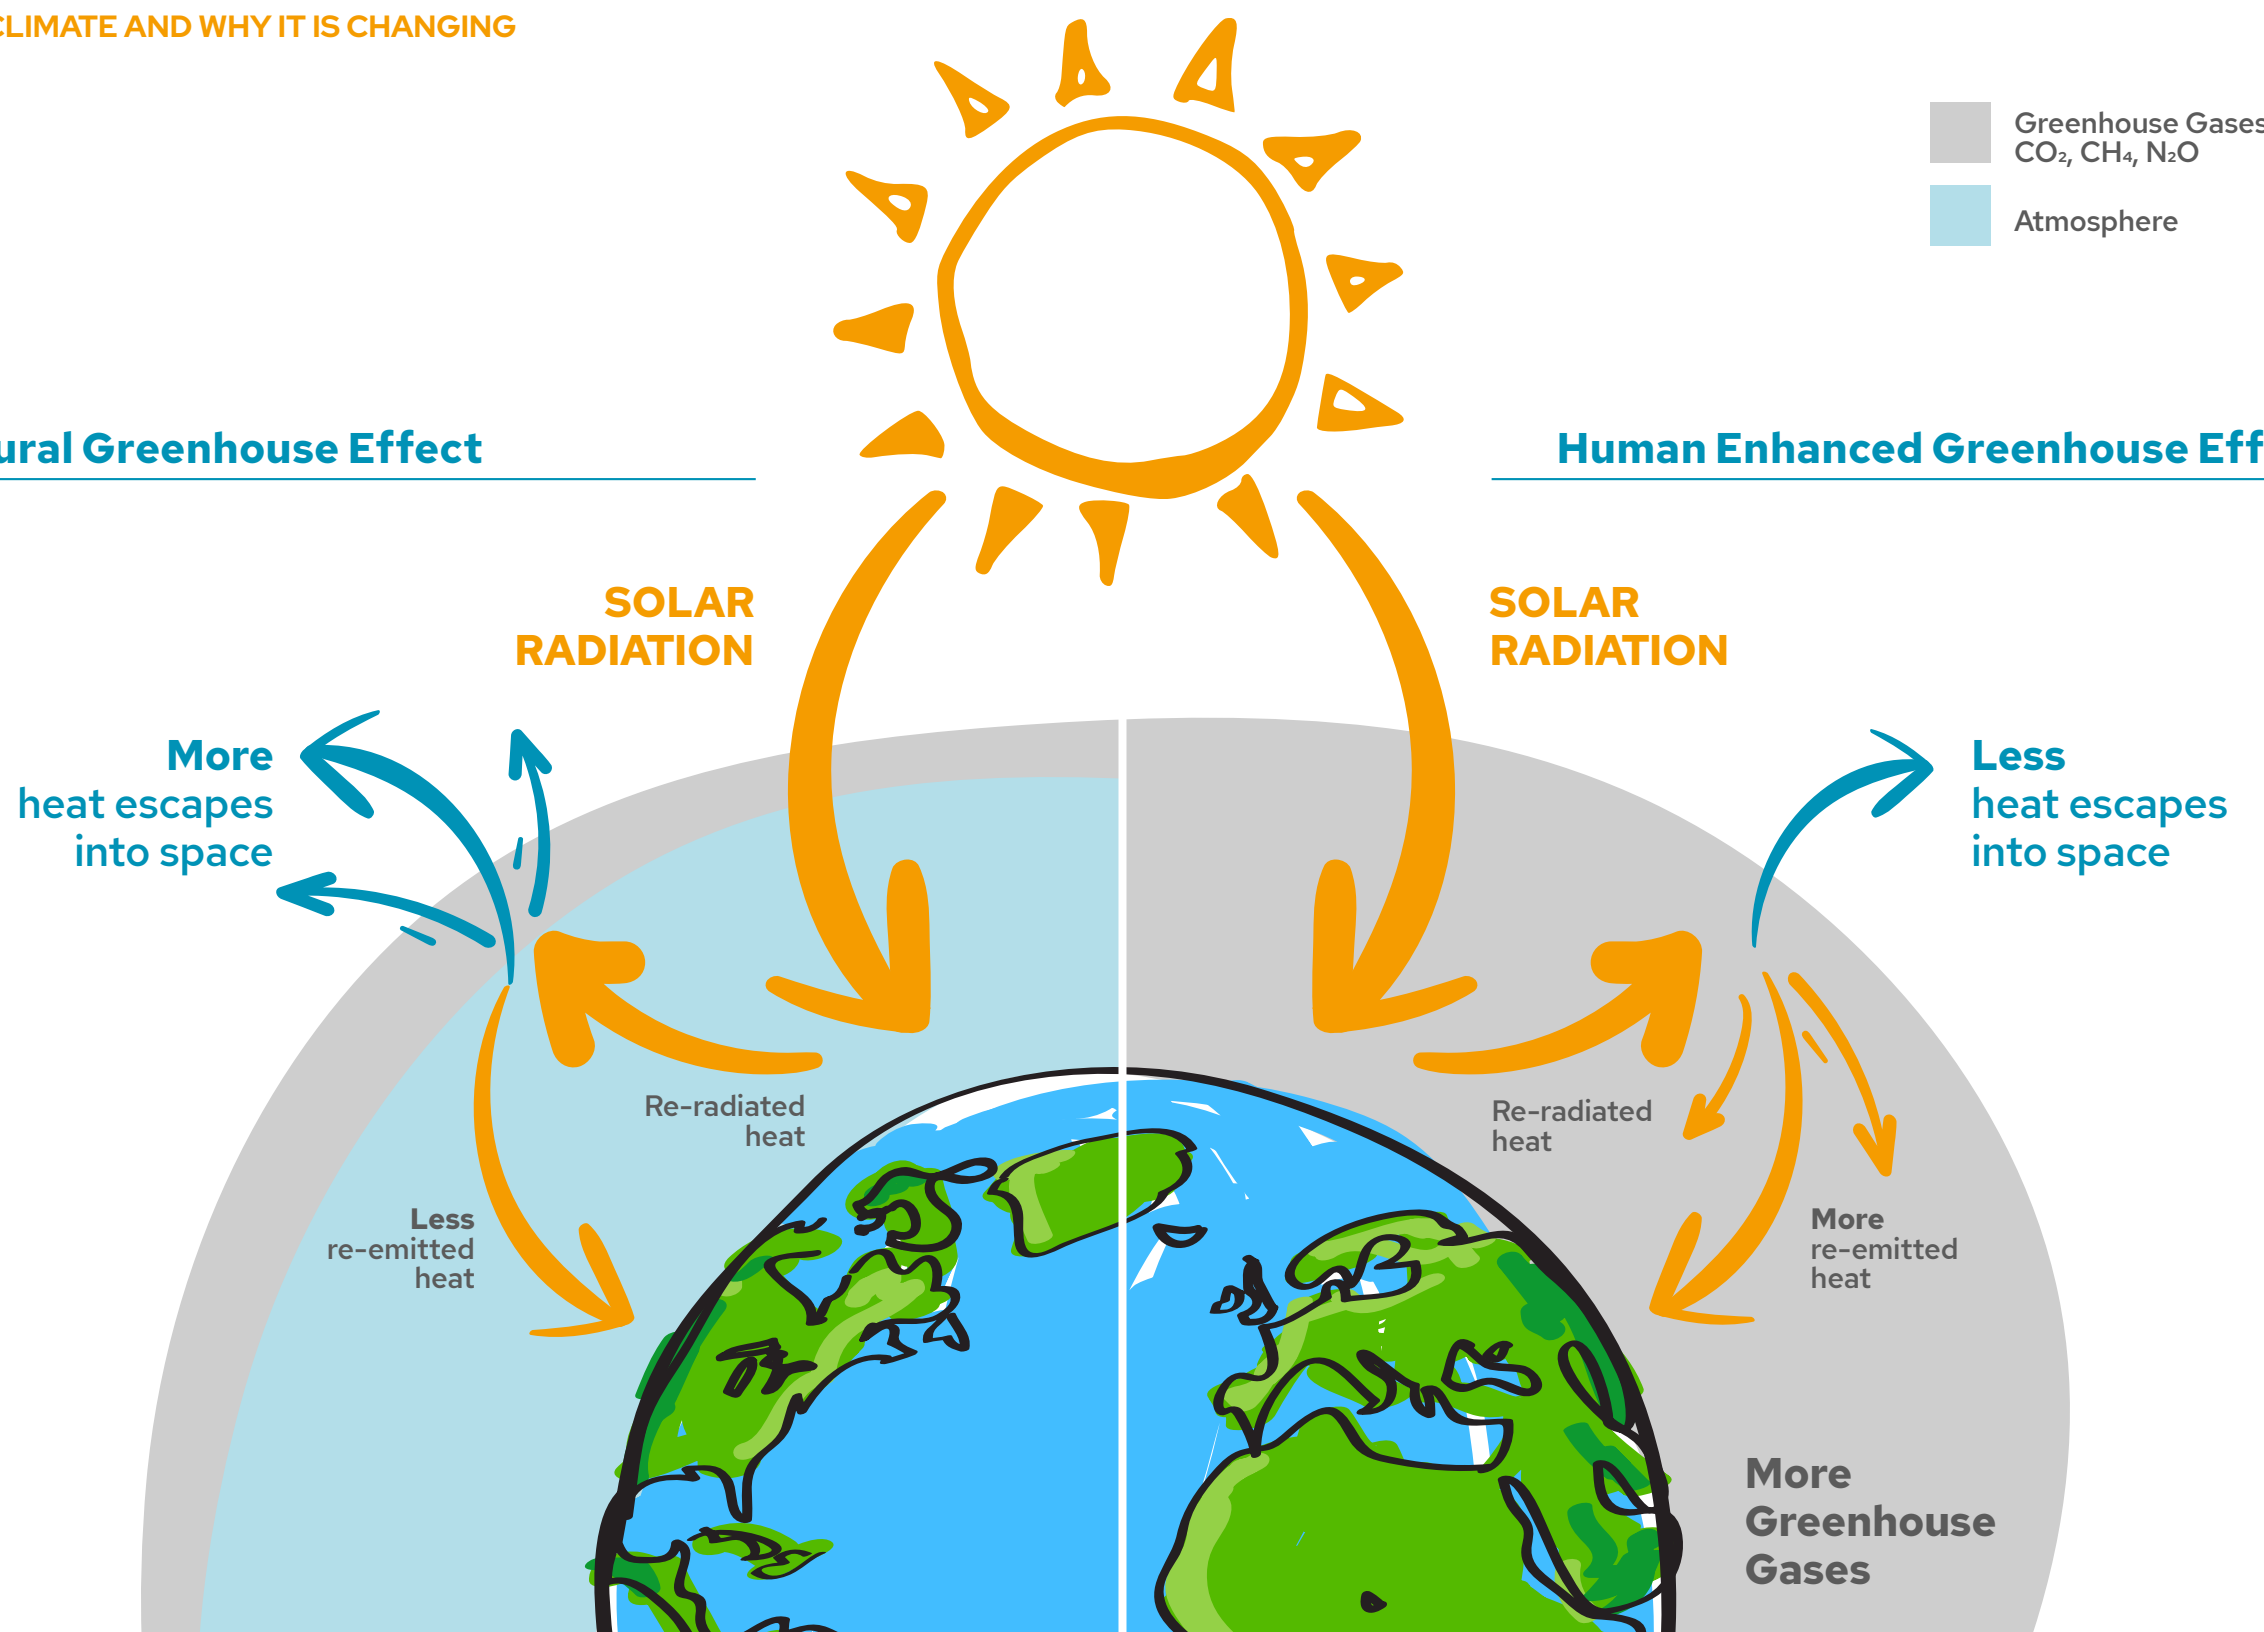 CLIMATE AND WHY IT IS CHANGING
Greenhouse Gases
CO₂, CH₄, N₂O
Atmosphere
ural Greenhouse Effect
Human Enhanced Greenhouse Eff
SOLAR
RADIATION
SOLAR
RADIATION
More
heat escapes
into space
Less
heat escapes
into space
Re-radiated
heat
Re-radiated
heat
Less
re-emitted
heat
More
re-emitted
heat
More
Greenhouse
Gases